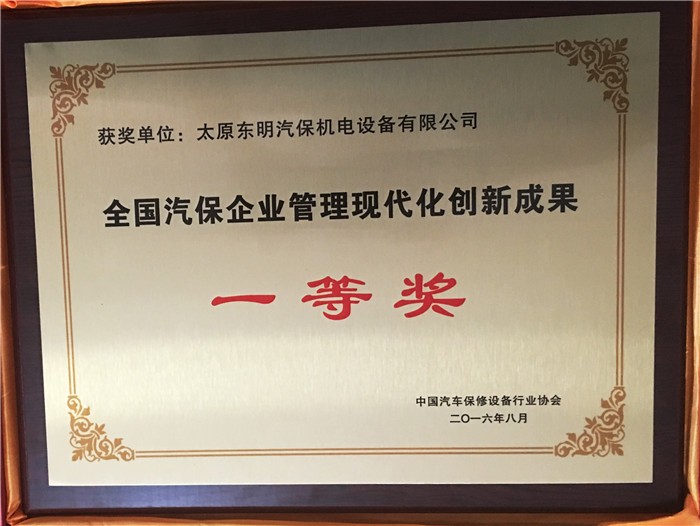 获奖单位：太原东明汽保机电设备有限公司
全国汽保企业管理现代化创新成果
一等奖
中国汽车保修设备行业协会
二〇一六年八月